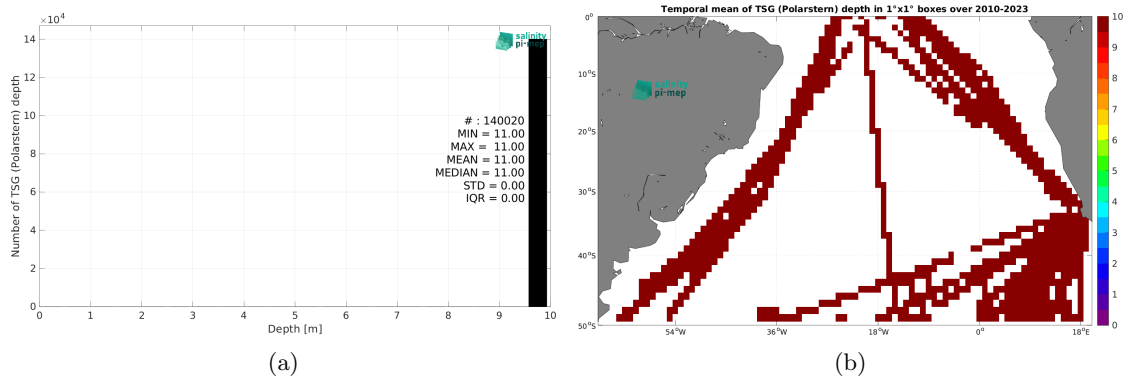 ×10⁴
14
12
10
8
6
4
2
0
Number of TSG (Polarstern) depth
salinity
pi-mep
# : 140020
MIN = 11.00
MAX = 11.00
MEAN = 11.00
MEDIAN = 11.00
STD = 0.00
IQR = 0.00
0 1 2 3 4 5 6 7 8 9 10
Depth [m]
(a)
Temporal mean of TSG (Polarstern) depth in 1°x1° boxes over 2010-2023
0°
10°S
20°S
30°S
40°S
50°S
salinity
pi-mep
54°W 36°W 18°W 0° 18°E
10
9
8
7
6
5
4
3
2
1
0
(b)